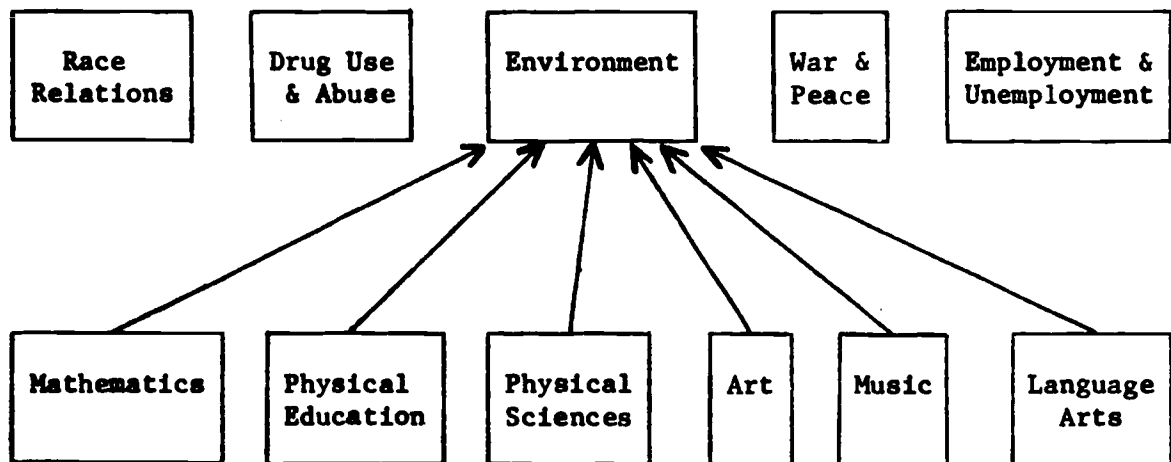 Race
Relations
Drug Use
& Abuse
Environment
War &
Peace
Employment &
Unemployment
Mathematics
Physical
Education
Physical
Sciences
Art
Music
Language
Arts